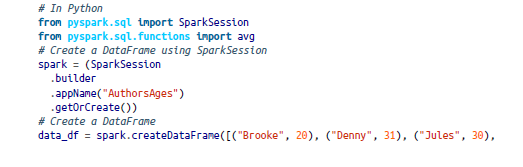 # In Python
from pyspark.sql import SparkSession
from pyspark.sql.functions import avg
# Create a DataFrame using SparkSession
spark = (SparkSession
.builder
.appName("AuthorsAges")
.getOrCreate())
# Create a DataFrame
data_df = spark.createDataFrame([("Brooke", 20), ("Denny", 31), ("Jules", 30),